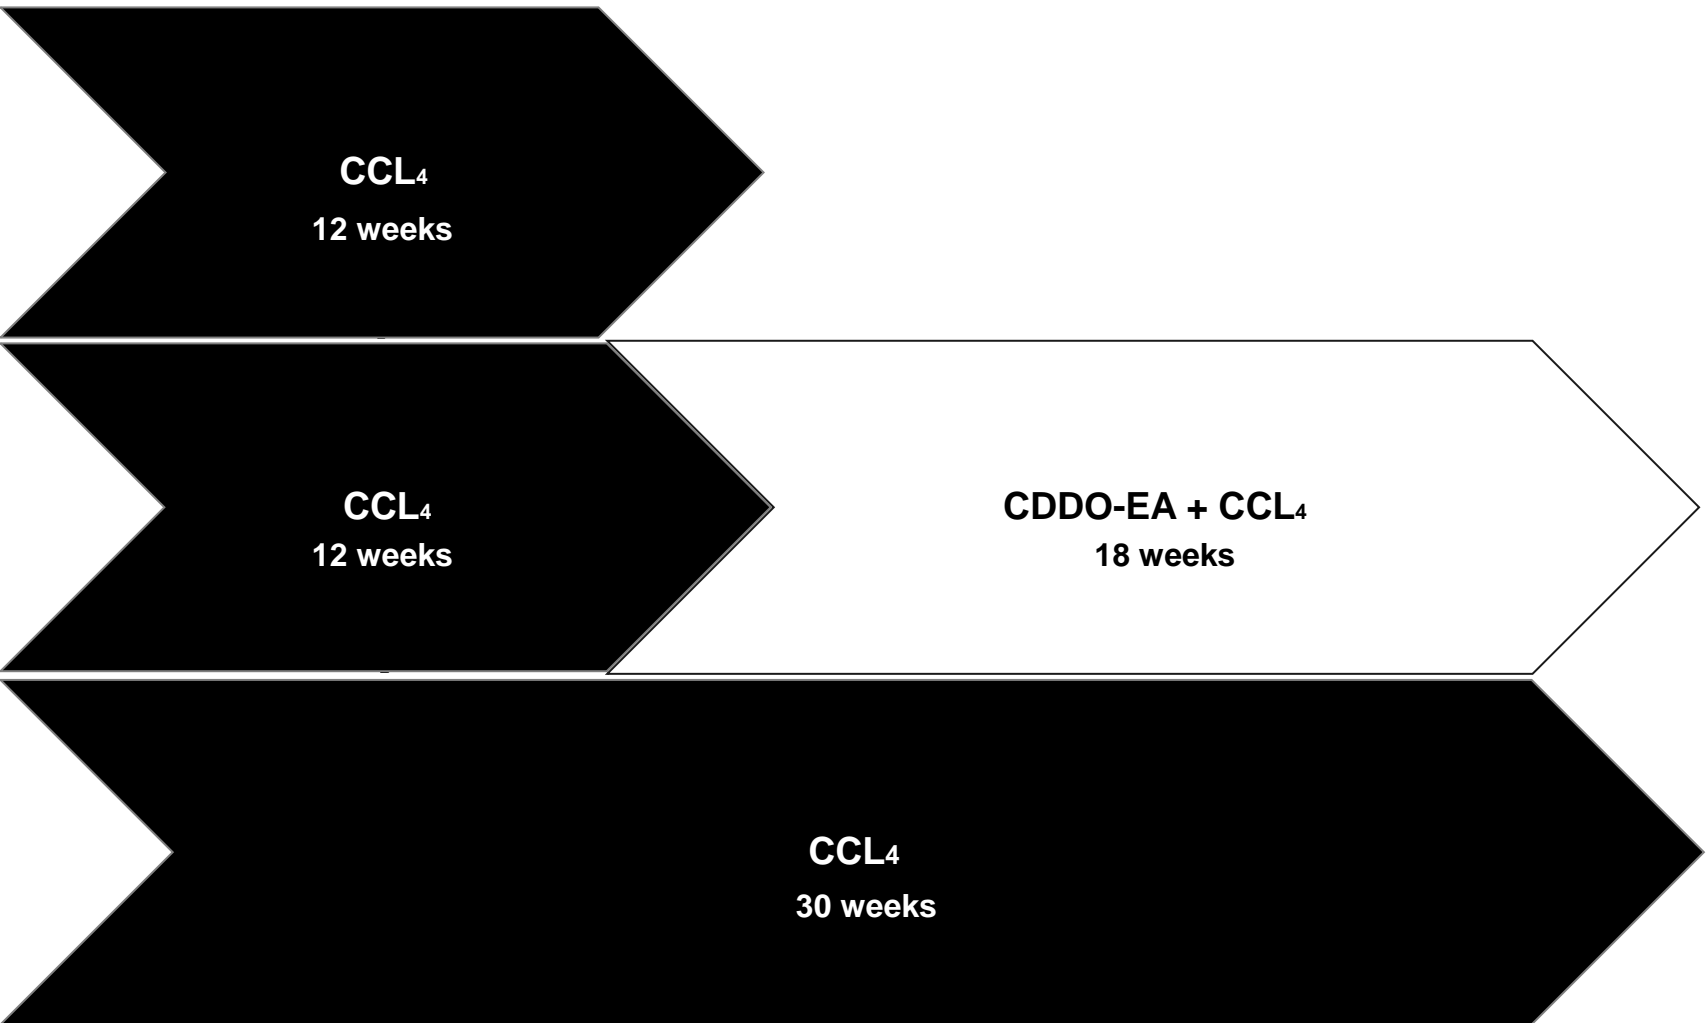 CCL₄
12 weeks
CCL₄
12 weeks
CDDO-EA + CCL₄
18 weeks
CCL₄
30 weeks